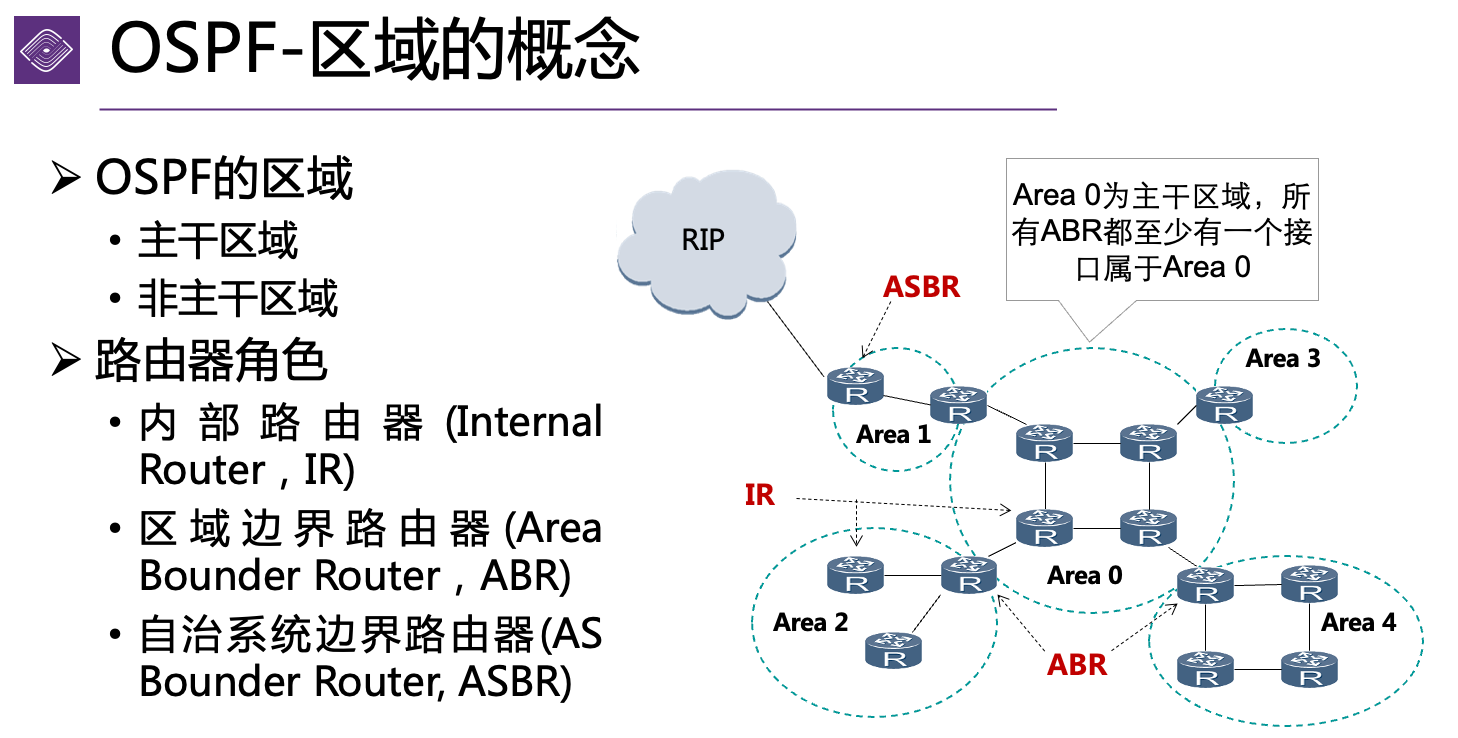 OSPF-区域的概念
OSPF的区域
主干区域
非主干区域
路由器角色
内部路由器(Internal
Router，IR)
区域边界路由器(Area
Bounder Router，ABR)
自治系统边界路由器(AS
Bounder Router, ASBR)
RIP
ASBR
Area 0为主干区域，所
有ABR都至少有一个接
口属于Area 0
Area 3
R
R
R
Area 1
R
R
IR
R
R
Area 0
R
R
R
R
Area 2
Area 4
R
ABR
R
R